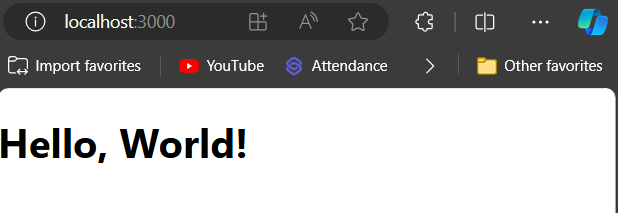 localhost:3000
Import favorites YouTube Attendance Other favorites
Hello, World!